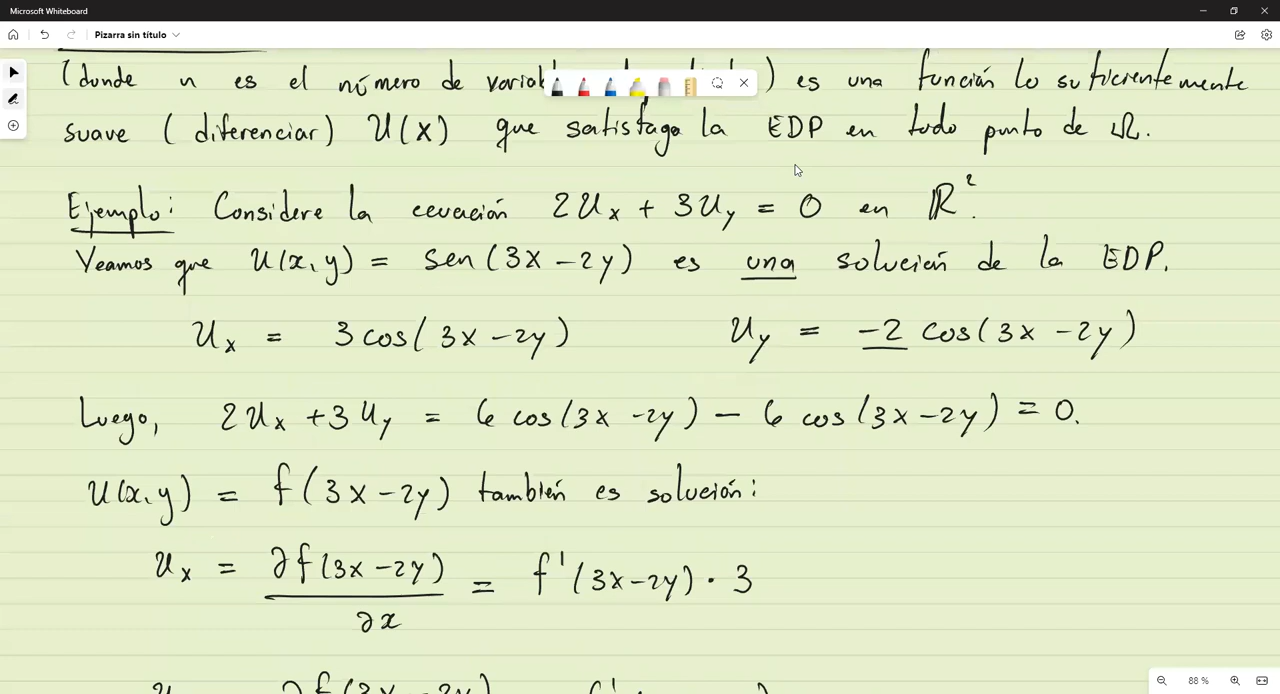 Microsoft Whiteboard
Pizarra sin título
(donde n es el número de ) es una función lo suficientemente
suave (diferenciar) U(x) que satisfaga la EDP en todo punto de Ω.
Ejemplo: Considere la ecuación 2Ux + 3Uy = 0 en ℝ².
Veamos que U(x,y) = sen(3x-2y) es una solución de la EDP.
Ux = 3cos(3x-2y) Uy = -2 cos(3x-2y)
Luego, 2Ux + 3Uy = 6 cos(3x-2y) - 6 cos(3x-2y) = 0.
U(x,y) = f(3x-2y) también es solución:
Ux = ∂f(3x-2y)/∂x = f'(3x-2y) · 3
88 %